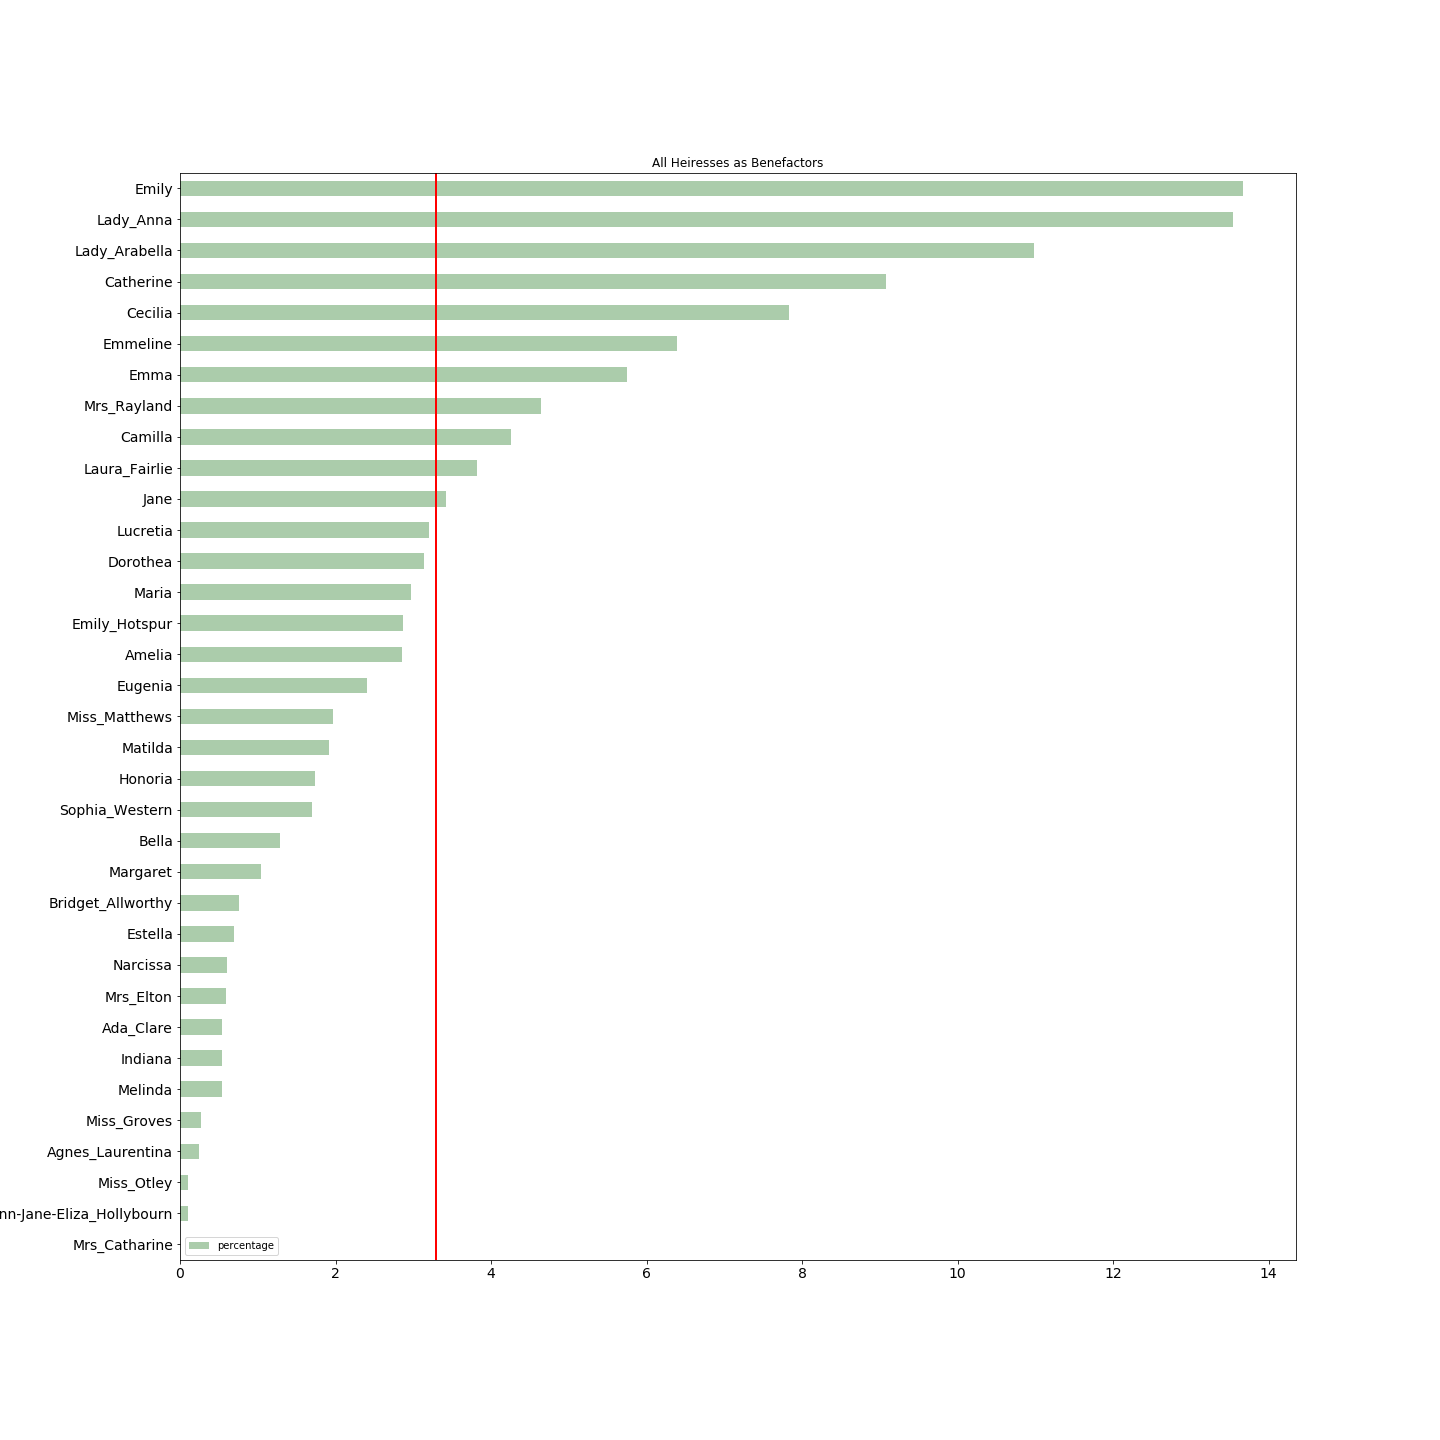 All Heiresses as Benefactors
Emily
Lady_Anna
Lady_Arabella
Catherine
Cecilia
Emmeline
Emma
Mrs_Rayland
Camilla
Laura_Fairlie
Jane
Lucretia
Dorothea
Maria
Emily_Hotspur
Amelia
Eugenia
Miss_Matthews
Matilda
Honoria
Sophia_Western
Bella
Margaret
Bridget_Allworthy
Estella
Narcissa
Mrs_Elton
Ada_Clare
Indiana
Melinda
Miss_Groves
Agnes_Laurentina
Miss_Otley
nn-Jane-Eliza_Hollybourn
Mrs_Catharine
percentage
0 2 4 6 8 10 12 14